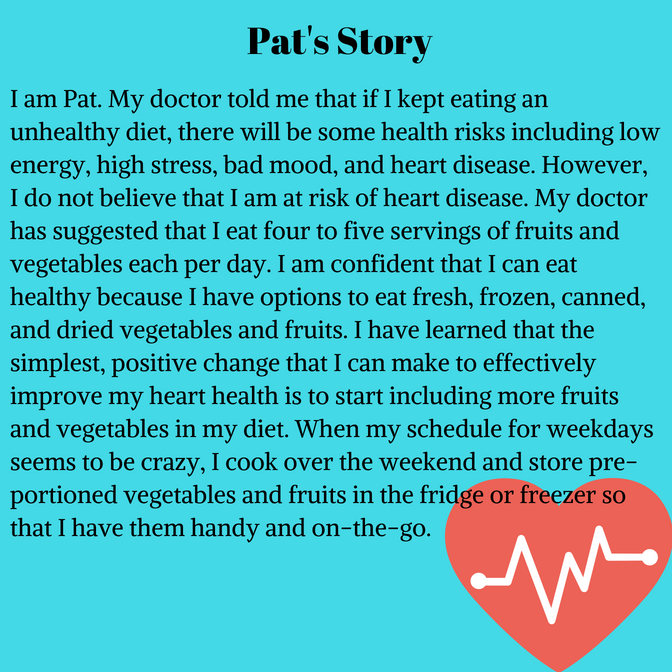 Pat's Story
I am Pat. My doctor told me that if I kept eating an
unhealthy diet, there will be some health risks including low
energy, high stress, bad mood, and heart disease. However,
I do not believe that I am at risk of heart disease. My doctor
has suggested that I eat four to five servings of fruits and
vegetables each per day. I am confident that I can eat
healthy because I have options to eat fresh, frozen, canned,
and dried vegetables and fruits. I have learned that the
simplest, positive change that I can make to effectively
improve my heart health is to start including more fruits
and vegetables in my diet. When my schedule for weekdays
seems to be crazy, I cook over the weekend and store pre-
portioned vegetables and fruits in the fridge or freezer so
that I have them handy and on-the-go.